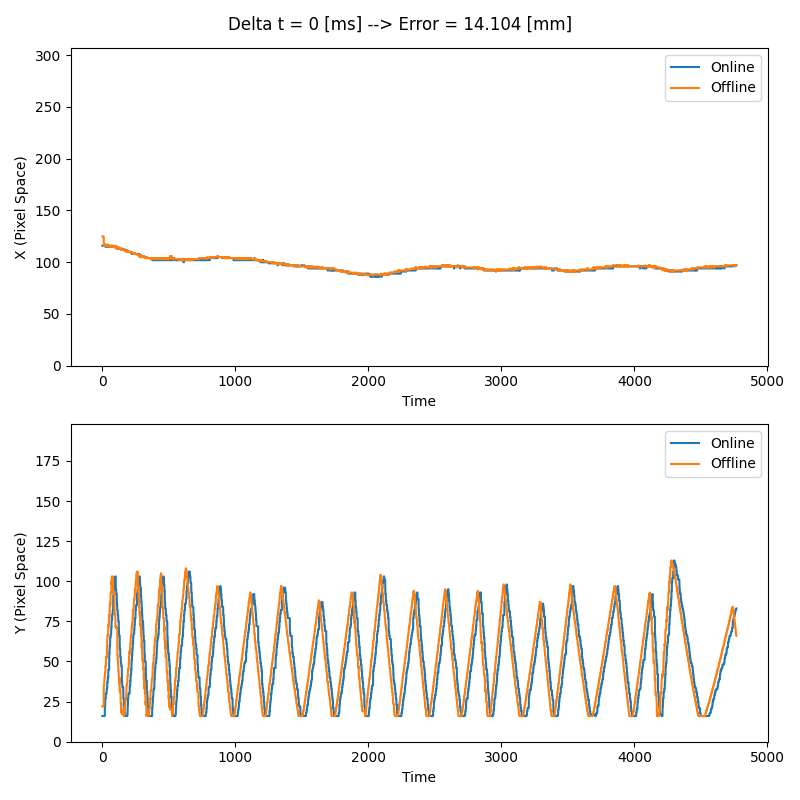 Delta t = 0 [ms] --> Error = 14.104 [mm]
300
250
200
150
100
50
0
X (Pixel Space)
Online
Offline
0 1000 2000 3000 4000 5000
Time
175
150
125
100
75
50
25
0
Y (Pixel Space)
Online
Offline
0 1000 2000 3000 4000 5000
Time